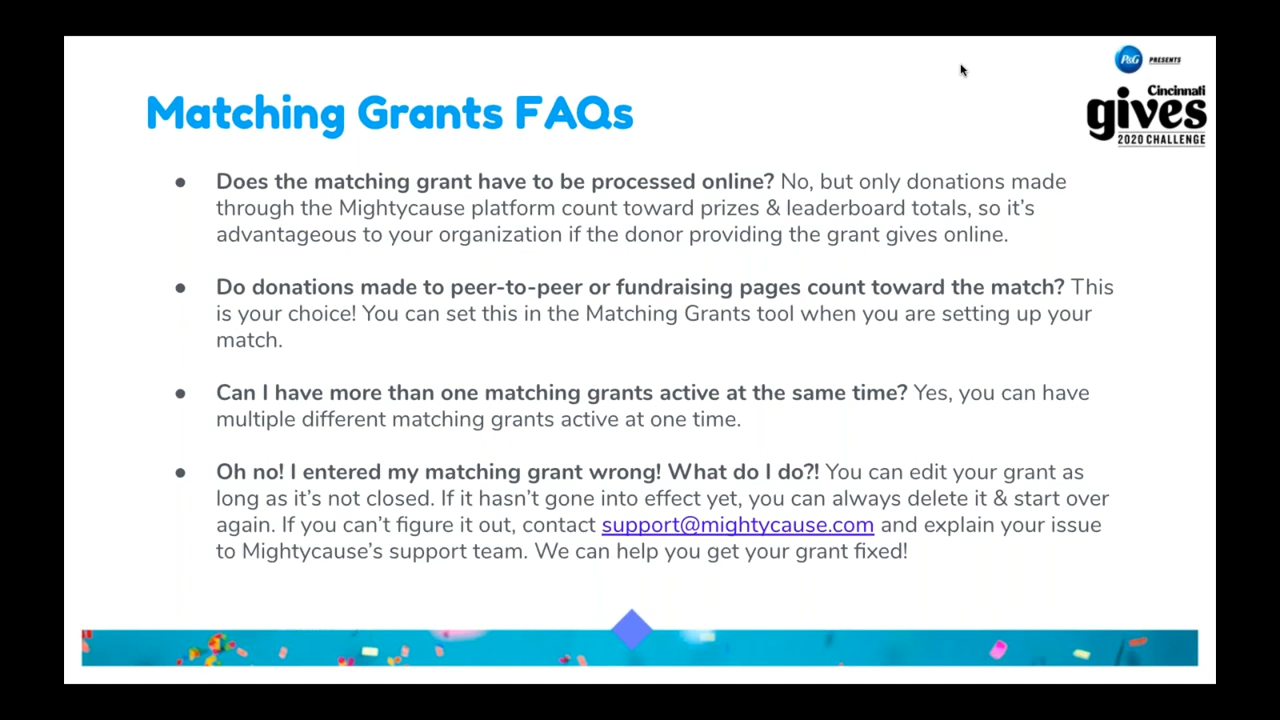 P&G PRESENTS
Cincinnati
gives
2020 CHALLENGE
Matching Grants FAQs
● Does the matching grant have to be processed online? No, but only donations made
through the Mightycause platform count toward prizes & leaderboard totals, so it’s
advantageous to your organization if the donor providing the grant gives online.
● Do donations made to peer-to-peer or fundraising pages count toward the match? This
is your choice! You can set this in the Matching Grants tool when you are setting up your
match.
● Can I have more than one matching grants active at the same time? Yes, you can have
multiple different matching grants active at one time.
● Oh no! I entered my matching grant wrong! What do I do?! You can edit your grant as
long as it’s not closed. If it hasn’t gone into effect yet, you can always delete it & start over
again. If you can’t figure it out, contact support@mightycause.com and explain your issue
to Mightycause’s support team. We can help you get your grant fixed!